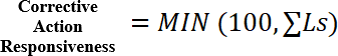 Corrective
Action
Responsiveness = MIN (100, ∑Ls)